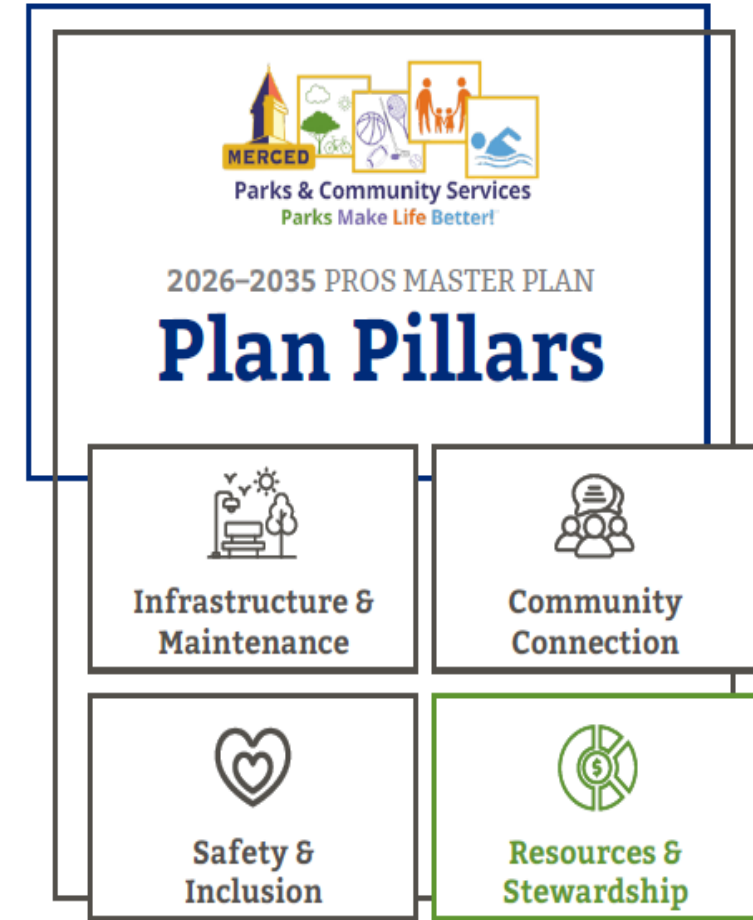 MERCED
Parks & Community Services
Parks Make Life Better!
2026–2035 PROS MASTER PLAN
Plan Pillars
Infrastructure &
Maintenance
Community
Connection
Safety &
Inclusion
$
Resources &
Stewardship